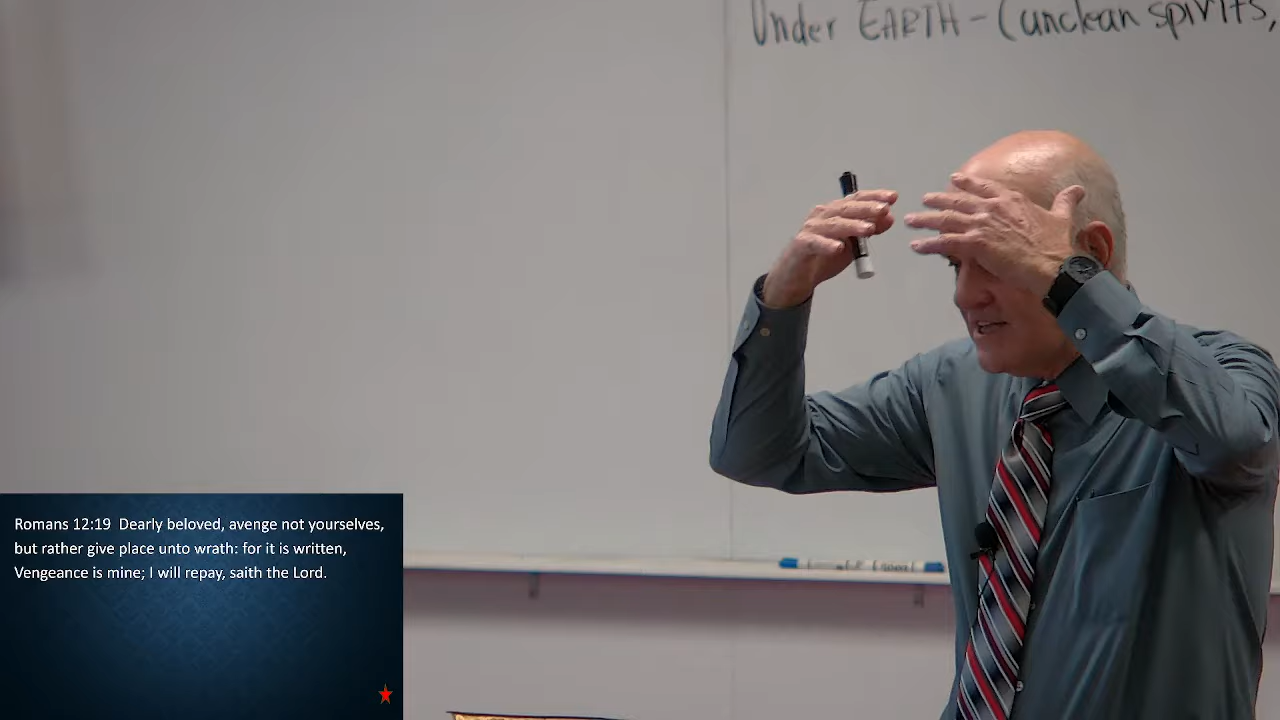 Under EARTH - (unclean spirits,
Romans 12:19 Dearly beloved, avenge not yourselves,
but rather give place unto wrath: for it is written,
Vengeance is mine; I will repay, saith the Lord.